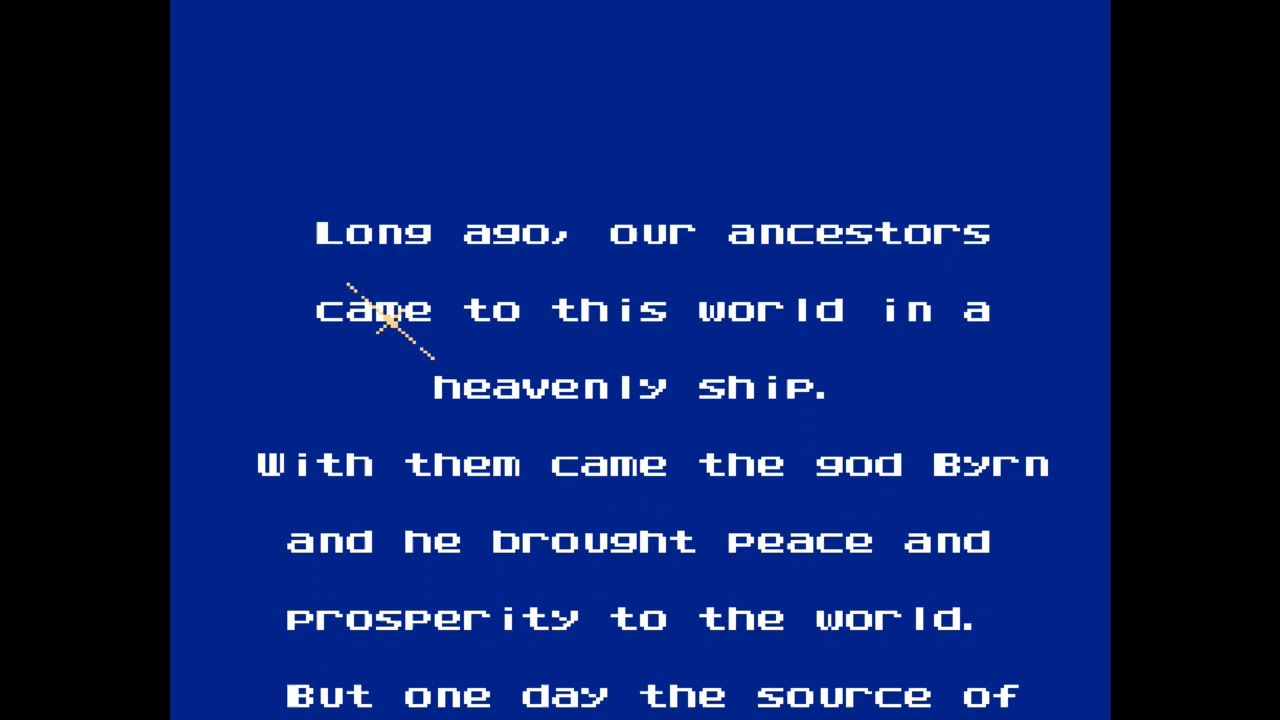 Long ago, our ancestors
came to this world in a
heavenly ship.
With them came the god Byrn
and he brought peace and
prosperity to the world.
But one day the source of